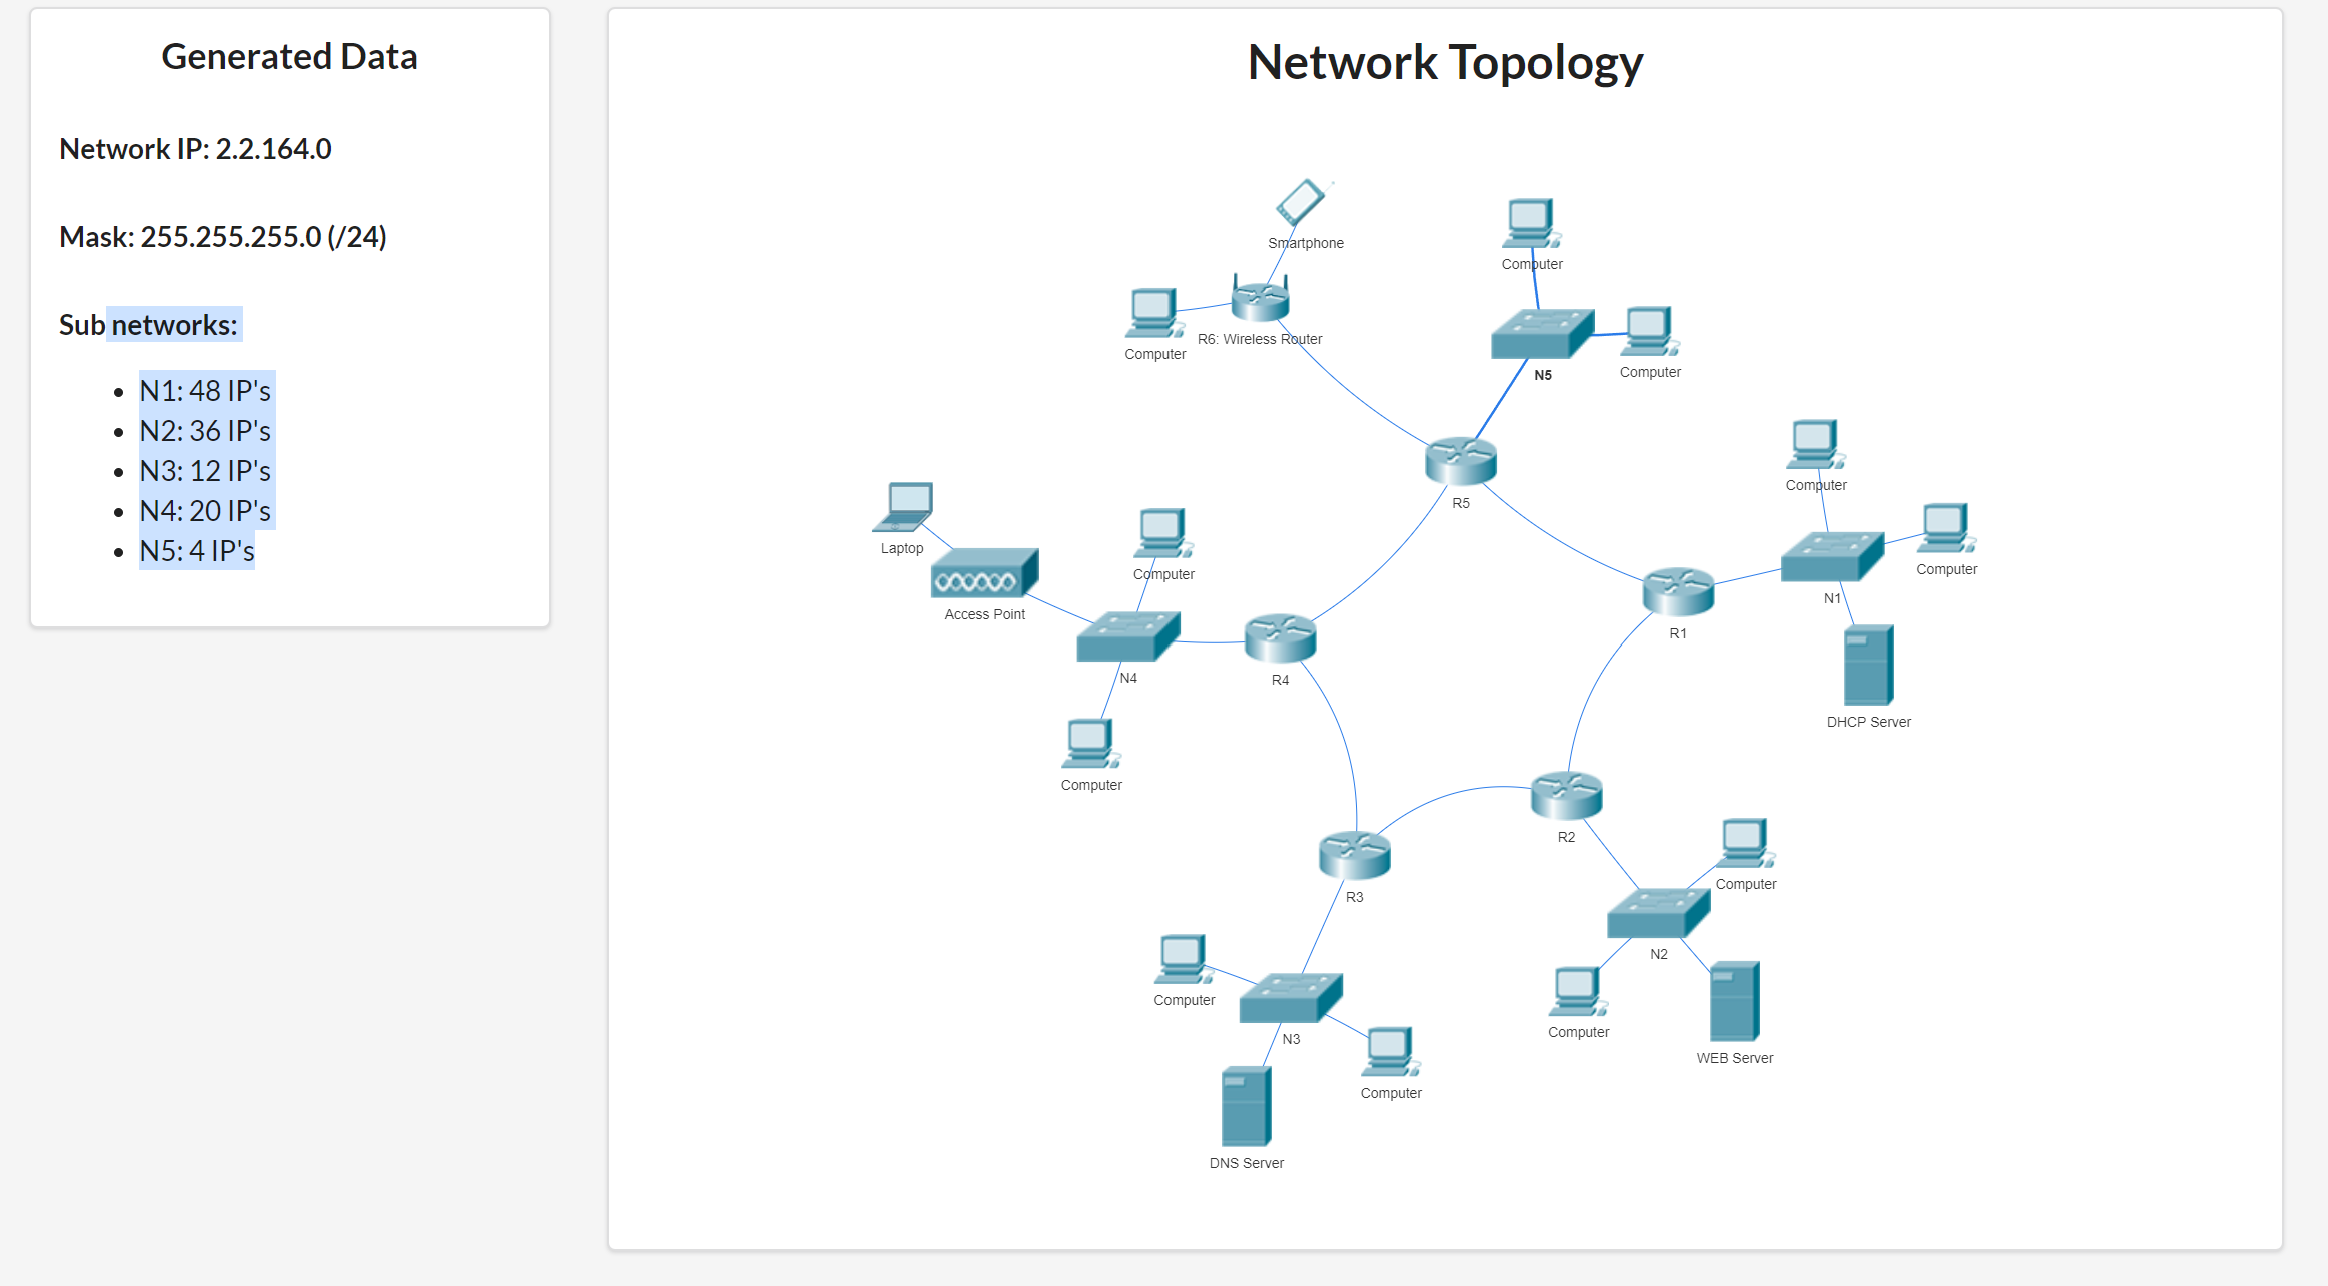 Generated Data
Network IP: 2.2.164.0
Mask: 255.255.255.0 (/24)
Sub networks:
N1: 48 IP's
N2: 36 IP's
N3: 12 IP's
N4: 20 IP's
N5: 4 IP's
Network Topology
Smartphone
Computer
Computer
R6: Wireless Router
Computer
N5
R5
Computer
Laptop
Computer
Computer
Access Point
N1
R1
N4
R4
DHCP Server
Computer
R2
Computer
R3
N2
Computer
Computer
N3
WEB Server
Computer
DNS Server